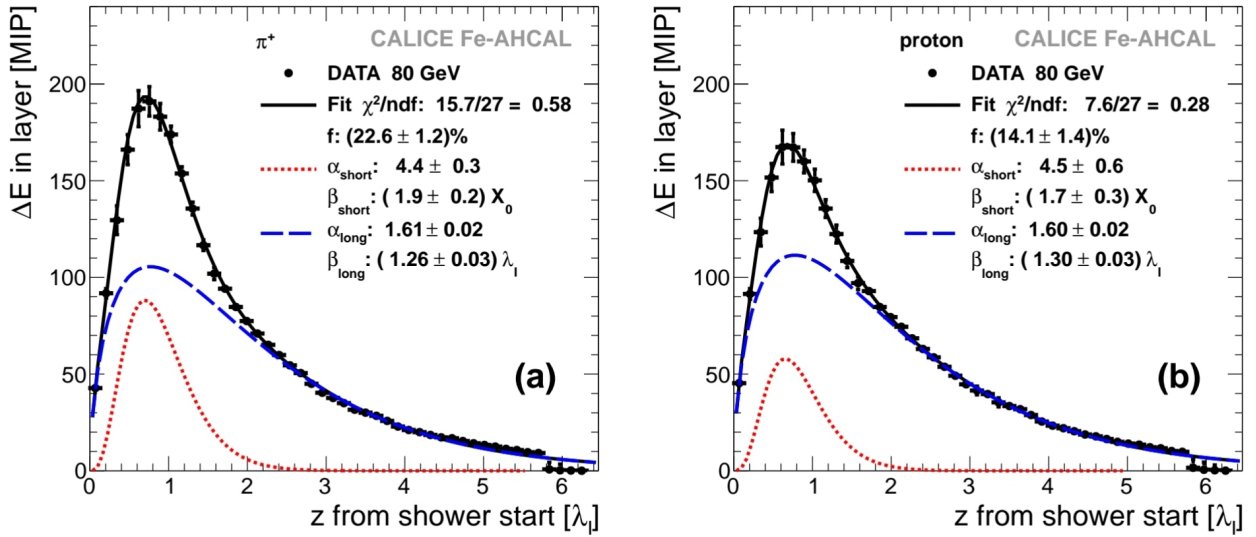 π⁺ CALICE Fe-AHCAL
DATA 80 GeV
Fit χ²/ndf: 15.7/27 = 0.58
f: (22.6 ± 1.2)%
α_short: 4.4 ± 0.3
β_short: ( 1.9 ± 0.2) X₀
α_long: 1.61 ± 0.02
β_long: ( 1.26 ± 0.03) λ_I
(a)
ΔE in layer [MIP]
200
150
100
50
0
0 1 2 3 4 5 6
z from shower start [λ_I]
proton CALICE Fe-AHCAL
DATA 80 GeV
Fit χ²/ndf: 7.6/27 = 0.28
f: (14.1 ± 1.4)%
α_short: 4.5 ± 0.6
β_short: ( 1.7 ± 0.3) X₀
α_long: 1.60 ± 0.02
β_long: ( 1.30 ± 0.03) λ_I
(b)
ΔE in layer [MIP]
200
150
100
50
0
0 1 2 3 4 5 6
z from shower start [λ_I]